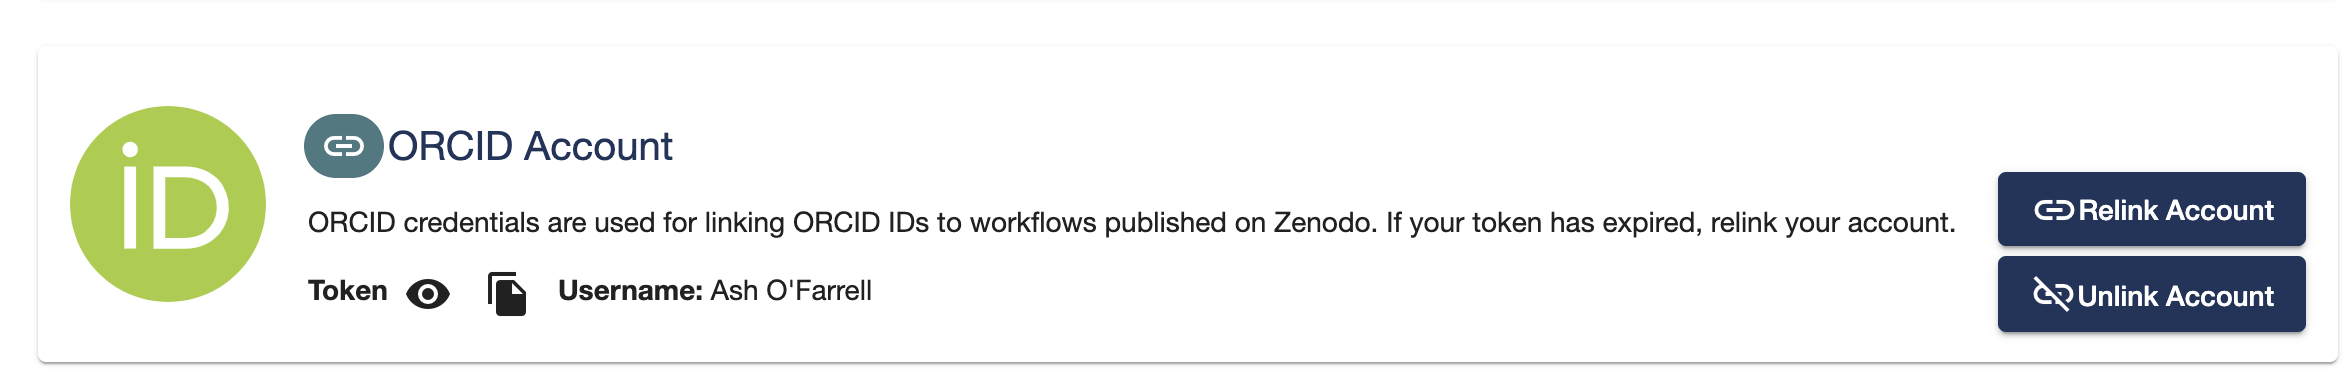 iD
ORCID Account
ORCID credentials are used for linking ORCID IDs to workflows published on Zenodo. If your token has expired, relink your account.
Relink Account
Token Username: Ash O'Farrell
Unlink Account